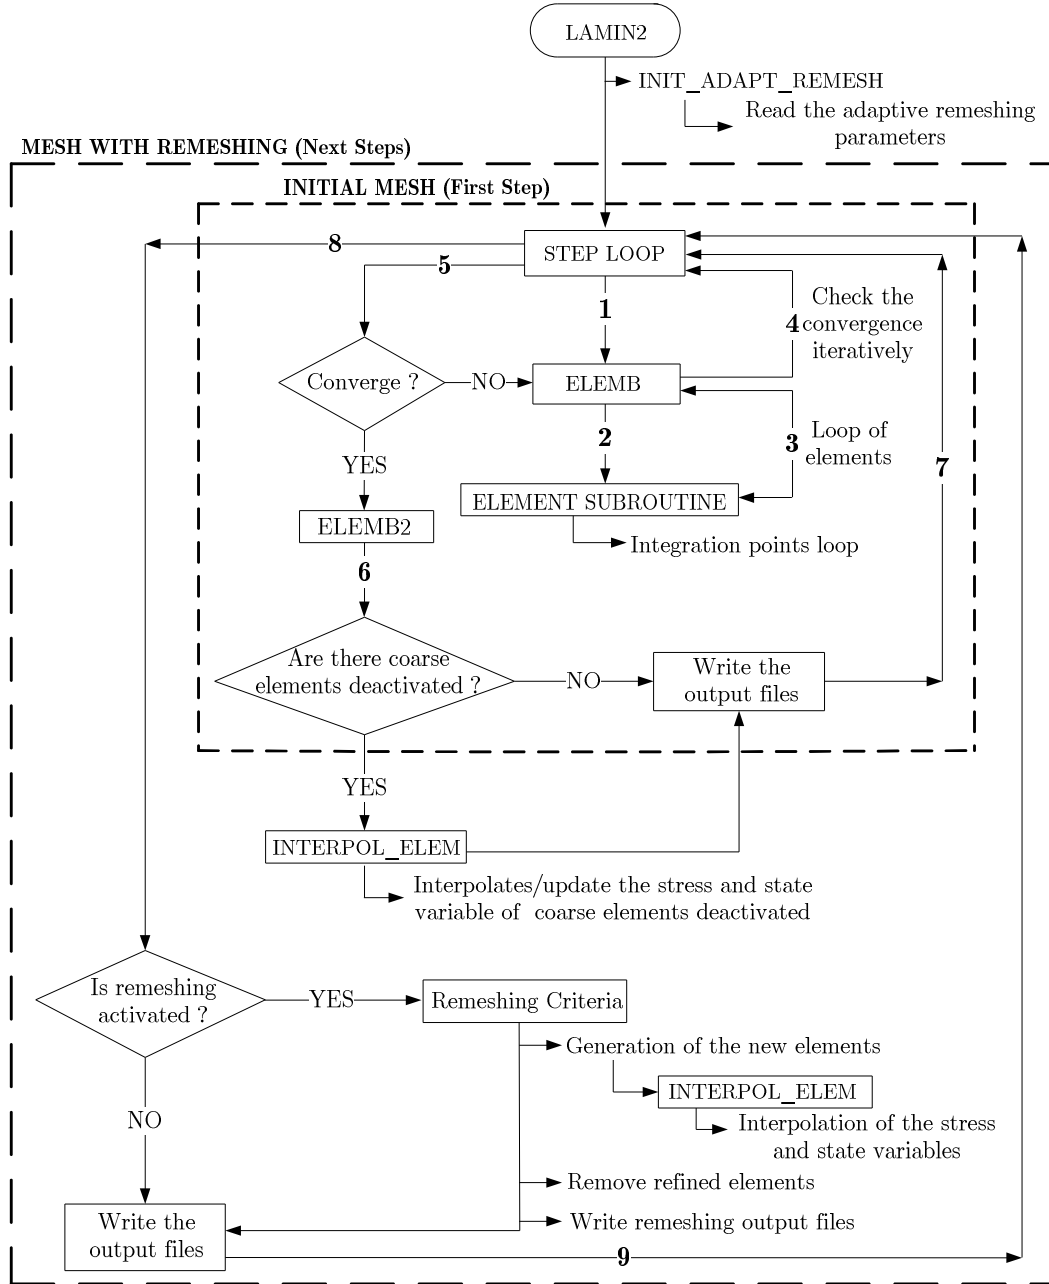 LAMIN2
INIT_ADAPT_REMESH
Read the adaptive remeshing
parameters
MESH WITH REMESHING (Next Steps)
INITIAL MESH (First Step)
8
STEP LOOP
5
1
4
Check the
convergence
iteratively
Converge ?
NO
ELEMB
2
3
Loop of
elements
7
YES
ELEMENT SUBROUTINE
ELEMB2
Integration points loop
6
Are there coarse
elements deactivated ?
NO
Write the
output files
YES
INTERPOL_ELEM
Interpolates/update the stress and state
variable of coarse elements deactivated
Is remeshing
activated ?
YES
Remeshing Criteria
Generation of the new elements
INTERPOL_ELEM
NO
Interpolation of the stress
and state variables
Remove refined elements
Write the
output files
Write remeshing output files
9